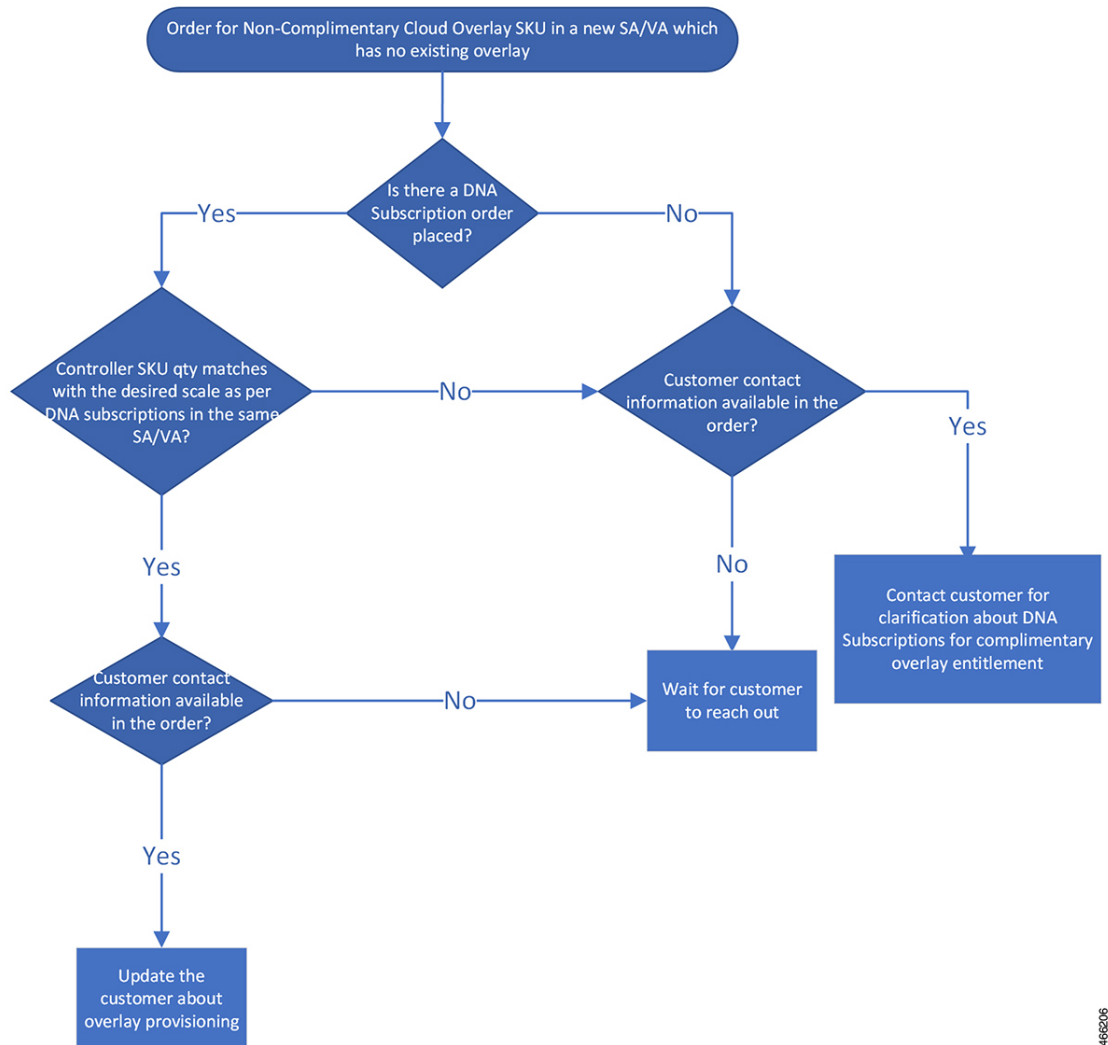 Order for Non-Complimentary Cloud Overlay SKU in a new SA/VA which
has no existing overlay
Is there a DNA
Subscription order
placed?
Yes
No
Controller SKU qty matches
with the desired scale as per
DNA subscriptions in the same
SA/VA?
No
Customer contact
information available in the
order?
Yes
Yes
No
Contact customer for
clarification about DNA
Subscriptions for complimentary
overlay entitlement
Customer contact
information available
in the order?
No
Wait for customer
to reach out
Yes
Update the
customer about
overlay provisioning
466206